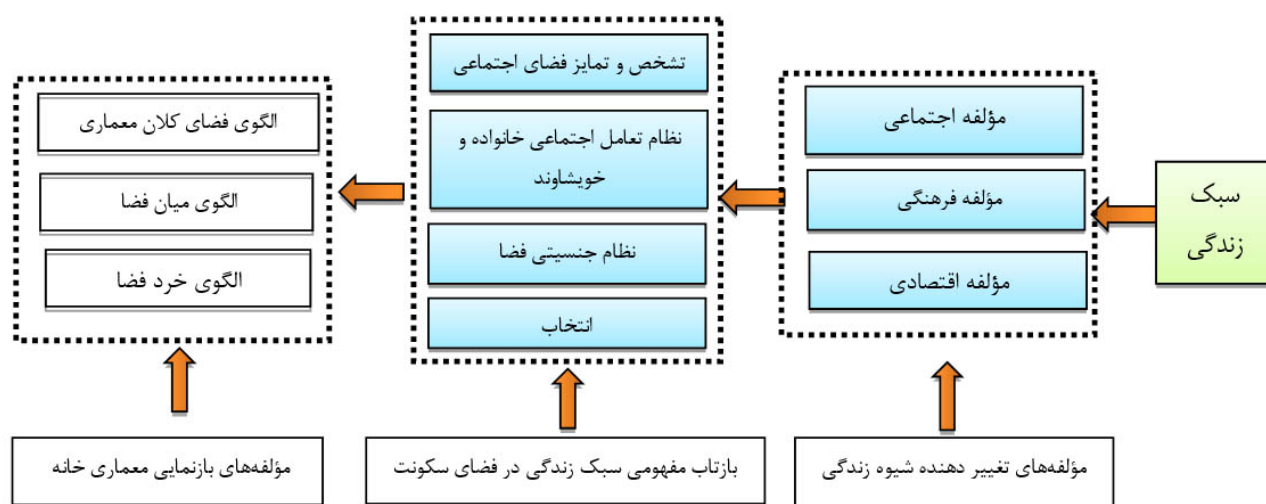 سبک
زندگی
مؤلفه اجتماعی
مؤلفه فرهنگی
مؤلفه اقتصادی
تشخص و تمایز فضای اجتماعی
نظام تعامل اجتماعی خانواده و
خویشاوند
نظام جنسیتی فضا
انتخاب
الگوی فضای کلان معماری
الگوی میان فضا
الگوی خرد فضا
مؤلفه‌های تغییر دهنده شیوه زندگی
بازتاب مفهومی سبک زندگی در فضای سکونت
مؤلفه‌های بازنمایی معماری خانه